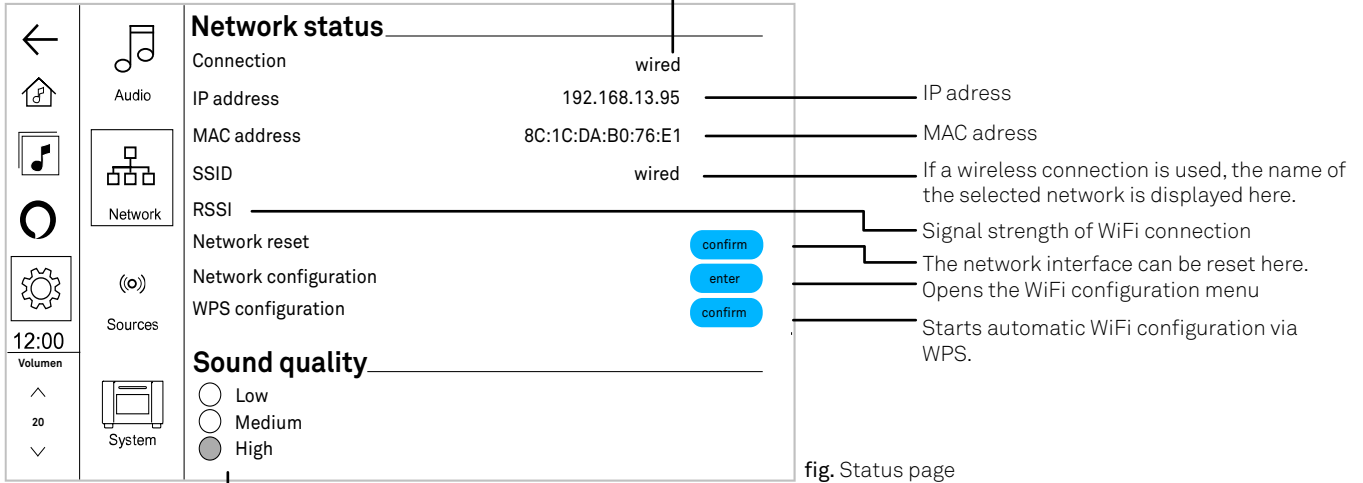 Network status
Connection wired
IP address 192.168.13.95
MAC address 8C:1C:DA:B0:76:E1
SSID wired
RSSI
Network reset confirm
Network configuration enter
WPS configuration confirm
Sound quality
Low
Medium
High
Audio
Network
Sources
System
12:00
Volumen
20
IP adress
MAC adress
If a wireless connection is used, the name of
the selected network is displayed here.
Signal strength of WiFi connection
The network interface can be reset here.
Opens the WiFi configuration menu
Starts automatic WiFi configuration via
WPS.
fig. Status page